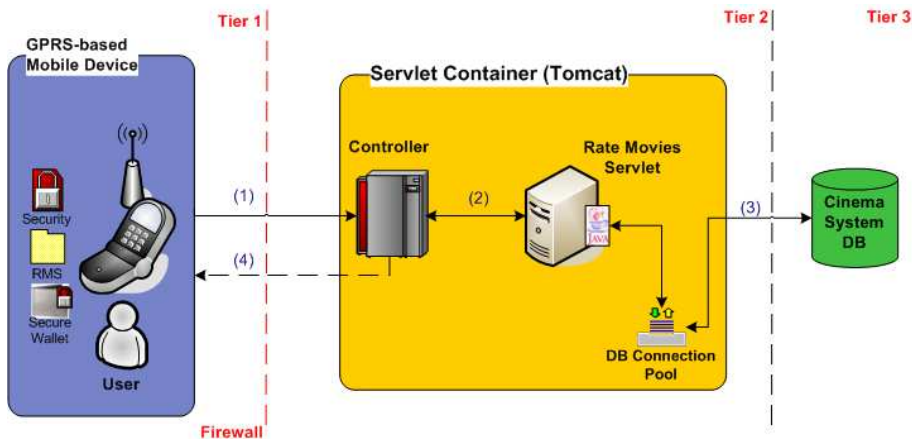 Tier 1
Tier 2
Tier 3
GPRS-based
Mobile Device
Servlet Container (Tomcat)
Controller
Rate Movies
Servlet
Security
RMS
Secure
Wallet
User
(1)
(2)
(3)
(4)
JAVA
Cinema
System
DB
DB Connection
Pool
Firewall